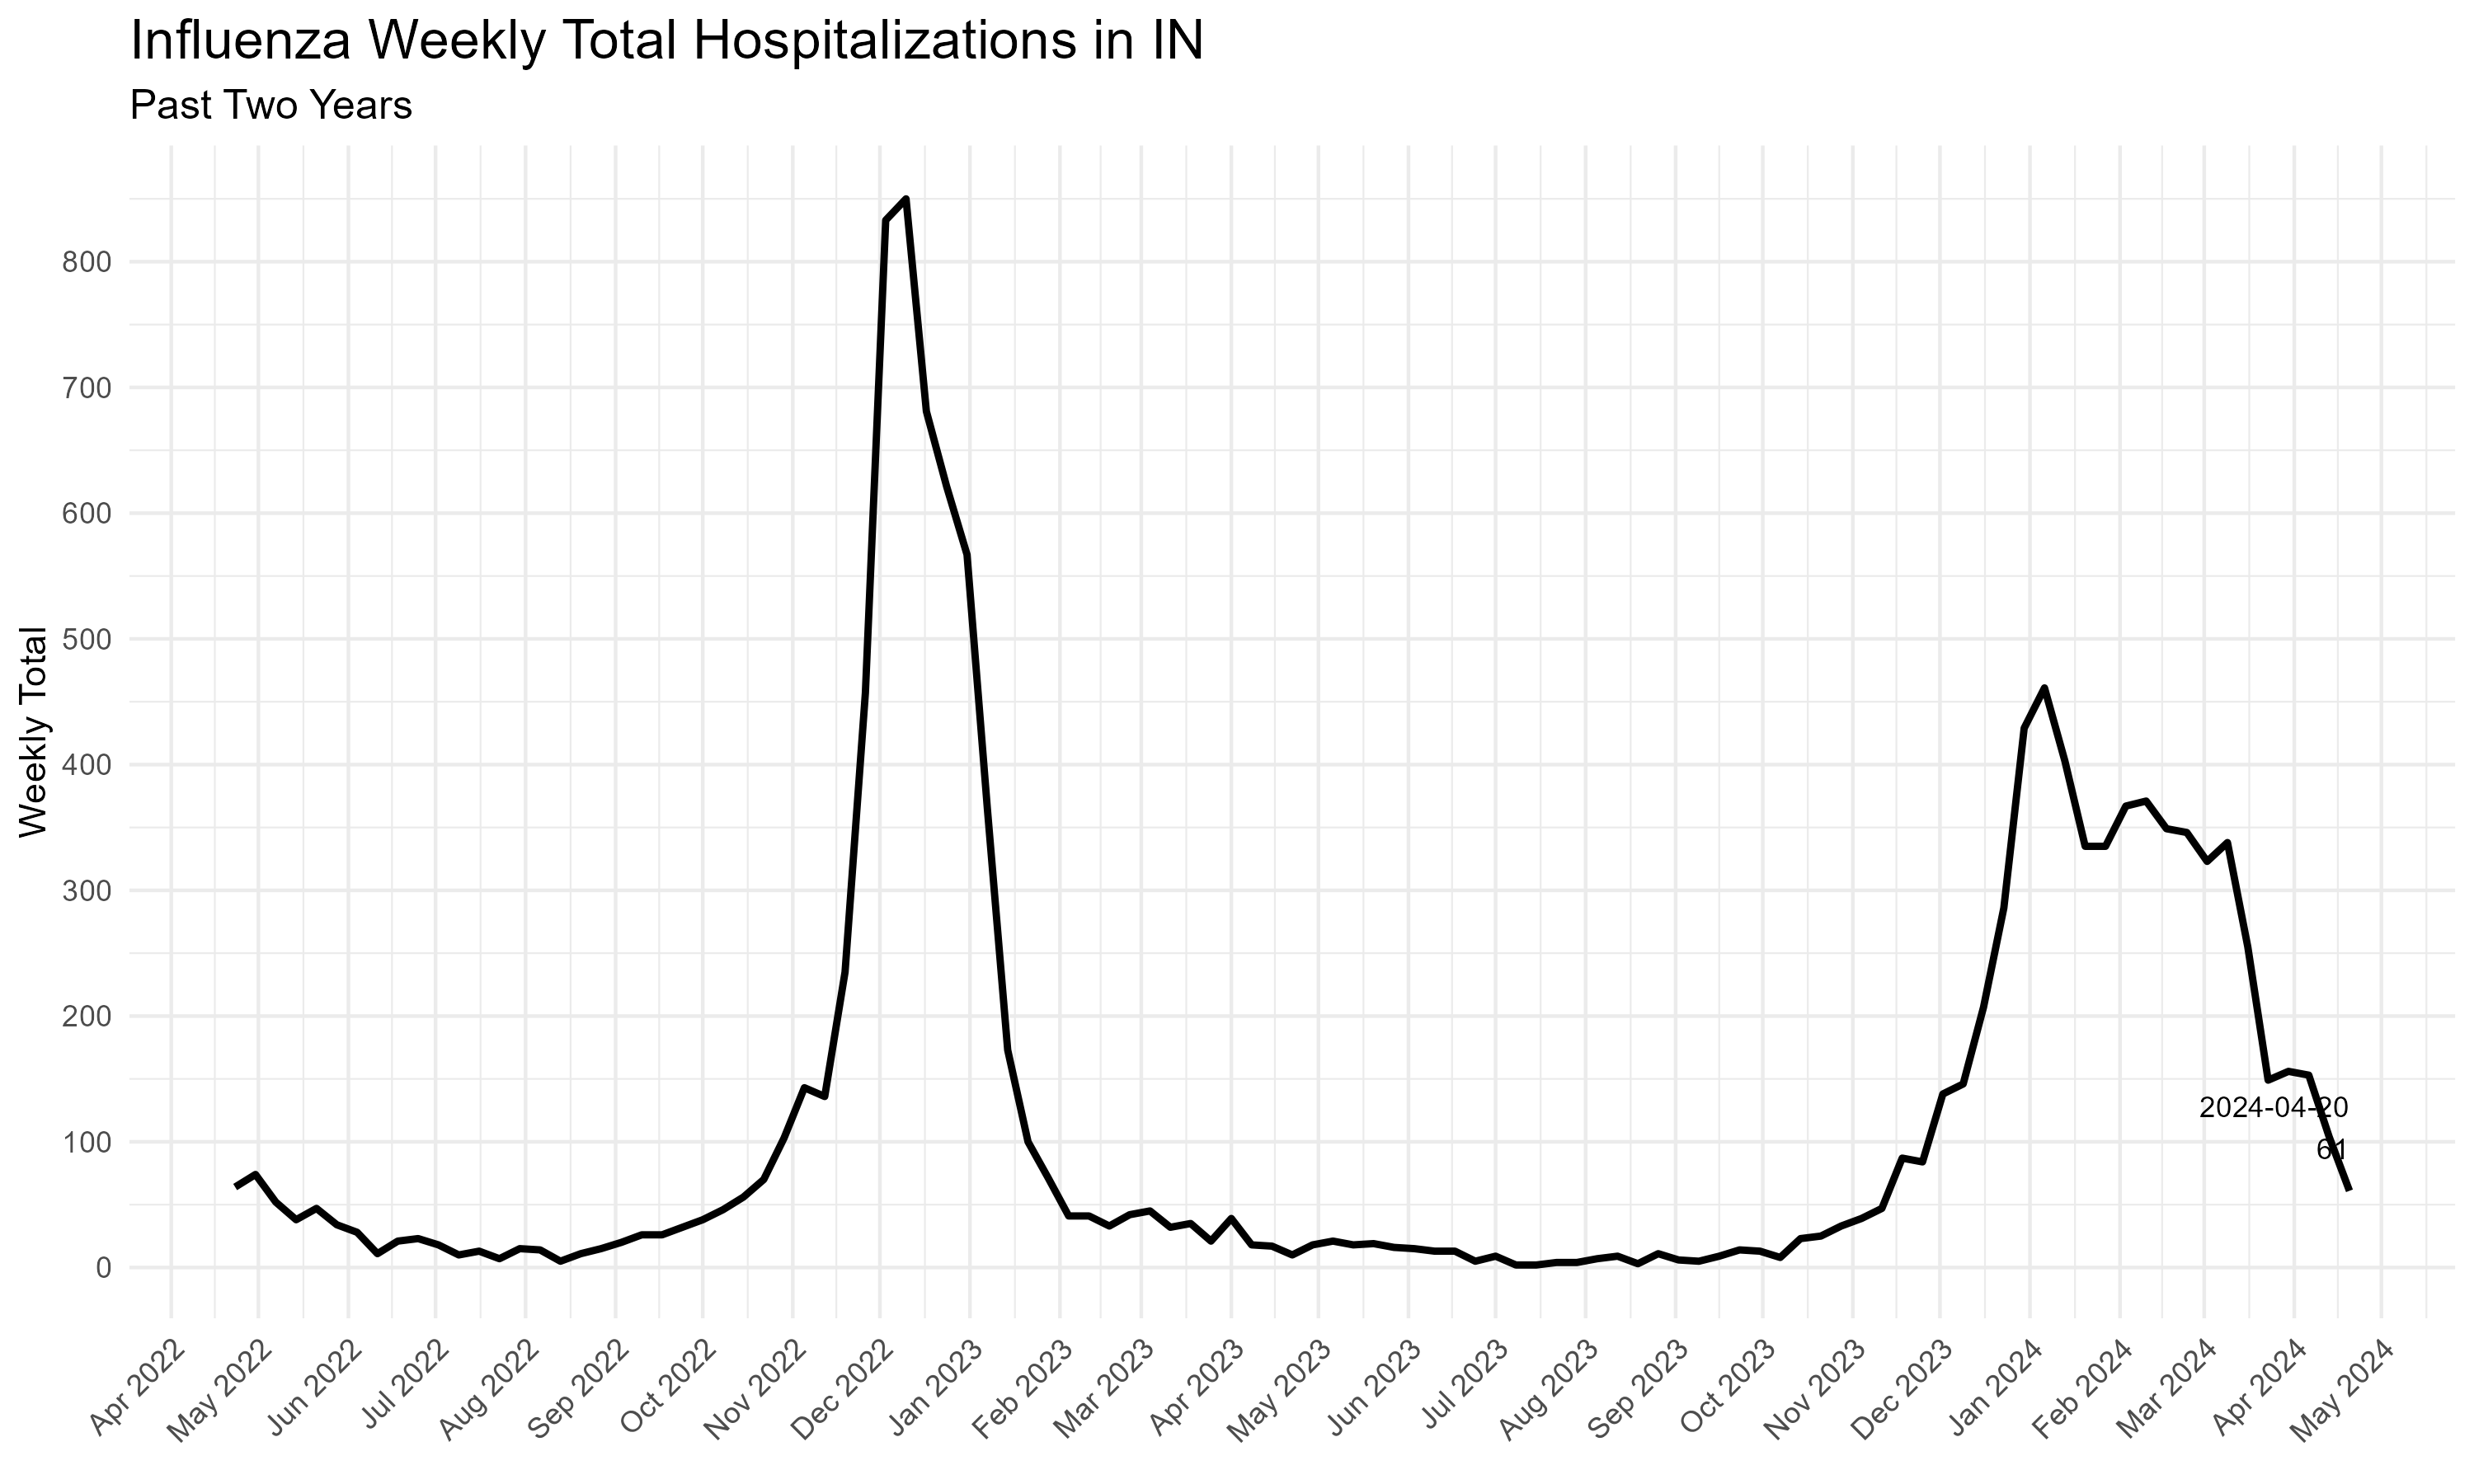 Influenza Weekly Total Hospitalizations in IN
Past Two Years
Weekly Total
800
700
600
500
400
300
200
100
0
2024-04-20
61
Apr 2022
May 2022
Jun 2022
Jul 2022
Aug 2022
Sep 2022
Oct 2022
Nov 2022
Dec 2022
Jan 2023
Feb 2023
Mar 2023
Apr 2023
May 2023
Jun 2023
Jul 2023
Aug 2023
Sep 2023
Oct 2023
Nov 2023
Dec 2023
Jan 2024
Feb 2024
Mar 2024
Apr 2024
May 2024